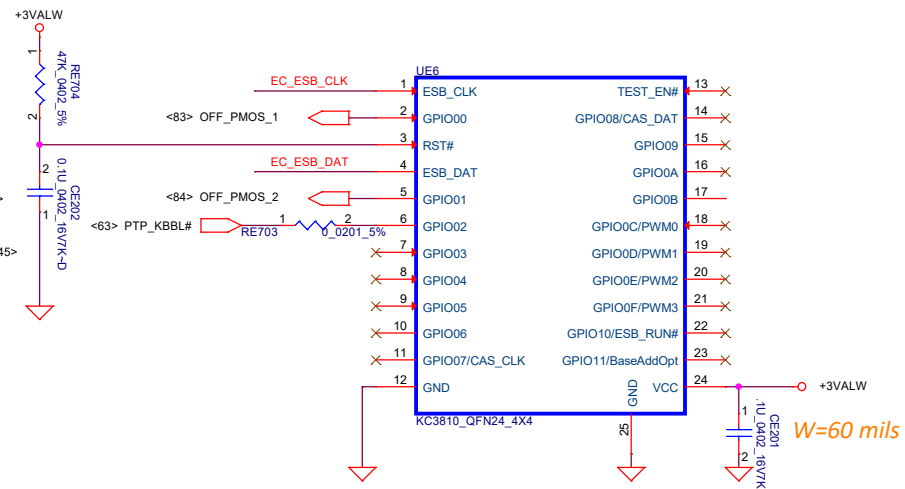 +3VALW
1
RE704
47K_0402_5%
2
2
CE202
0.1U_0402_16V7K~D
1
>
45>
UE6
EC_ESB_CLK 1 ESB_CLK
<83> OFF_PMOS_1 2 GPIO00
3 RST#
EC_ESB_DAT 4 ESB_DAT
<84> OFF_PMOS_2 5 GPIO01
<63> PTP_KBBL# 1 2 6 GPIO02
RE703 0_0201_5%
7 GPIO03
8 GPIO04
9 GPIO05
10 GPIO06
11 GPIO07/CAS_CLK
12 GND
TEST_EN# 13
GPIO08/CAS_DAT 14
GPIO09 15
GPIO0A 16
GPIO0B 17
GPIO0C/PWM0 18
GPIO0D/PWM1 19
GPIO0E/PWM2 20
GPIO0F/PWM3 21
GPIO10/ESB_RUN# 22
GPIO11/BaseAddOpt 23
VCC 24
GND
25
KC3810_QFN24_4X4
+3VALW
1
CE201
.1U_0402_16V7K
2
W=60 mils